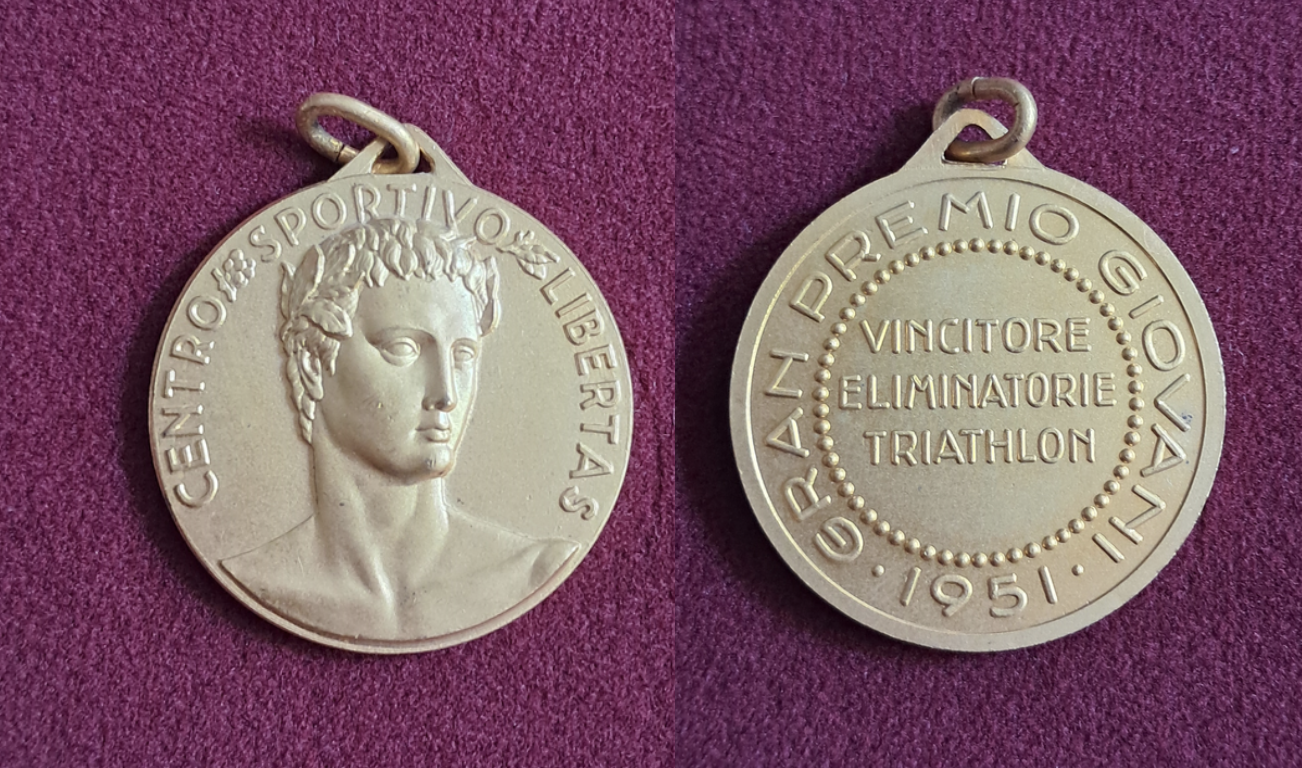 CENTRO SPORTIVO LIBERTAS
GRAN PREMIO GIOVANI
VINCITORE
ELIMINATORIE
TRIATHLON
· 1951 ·